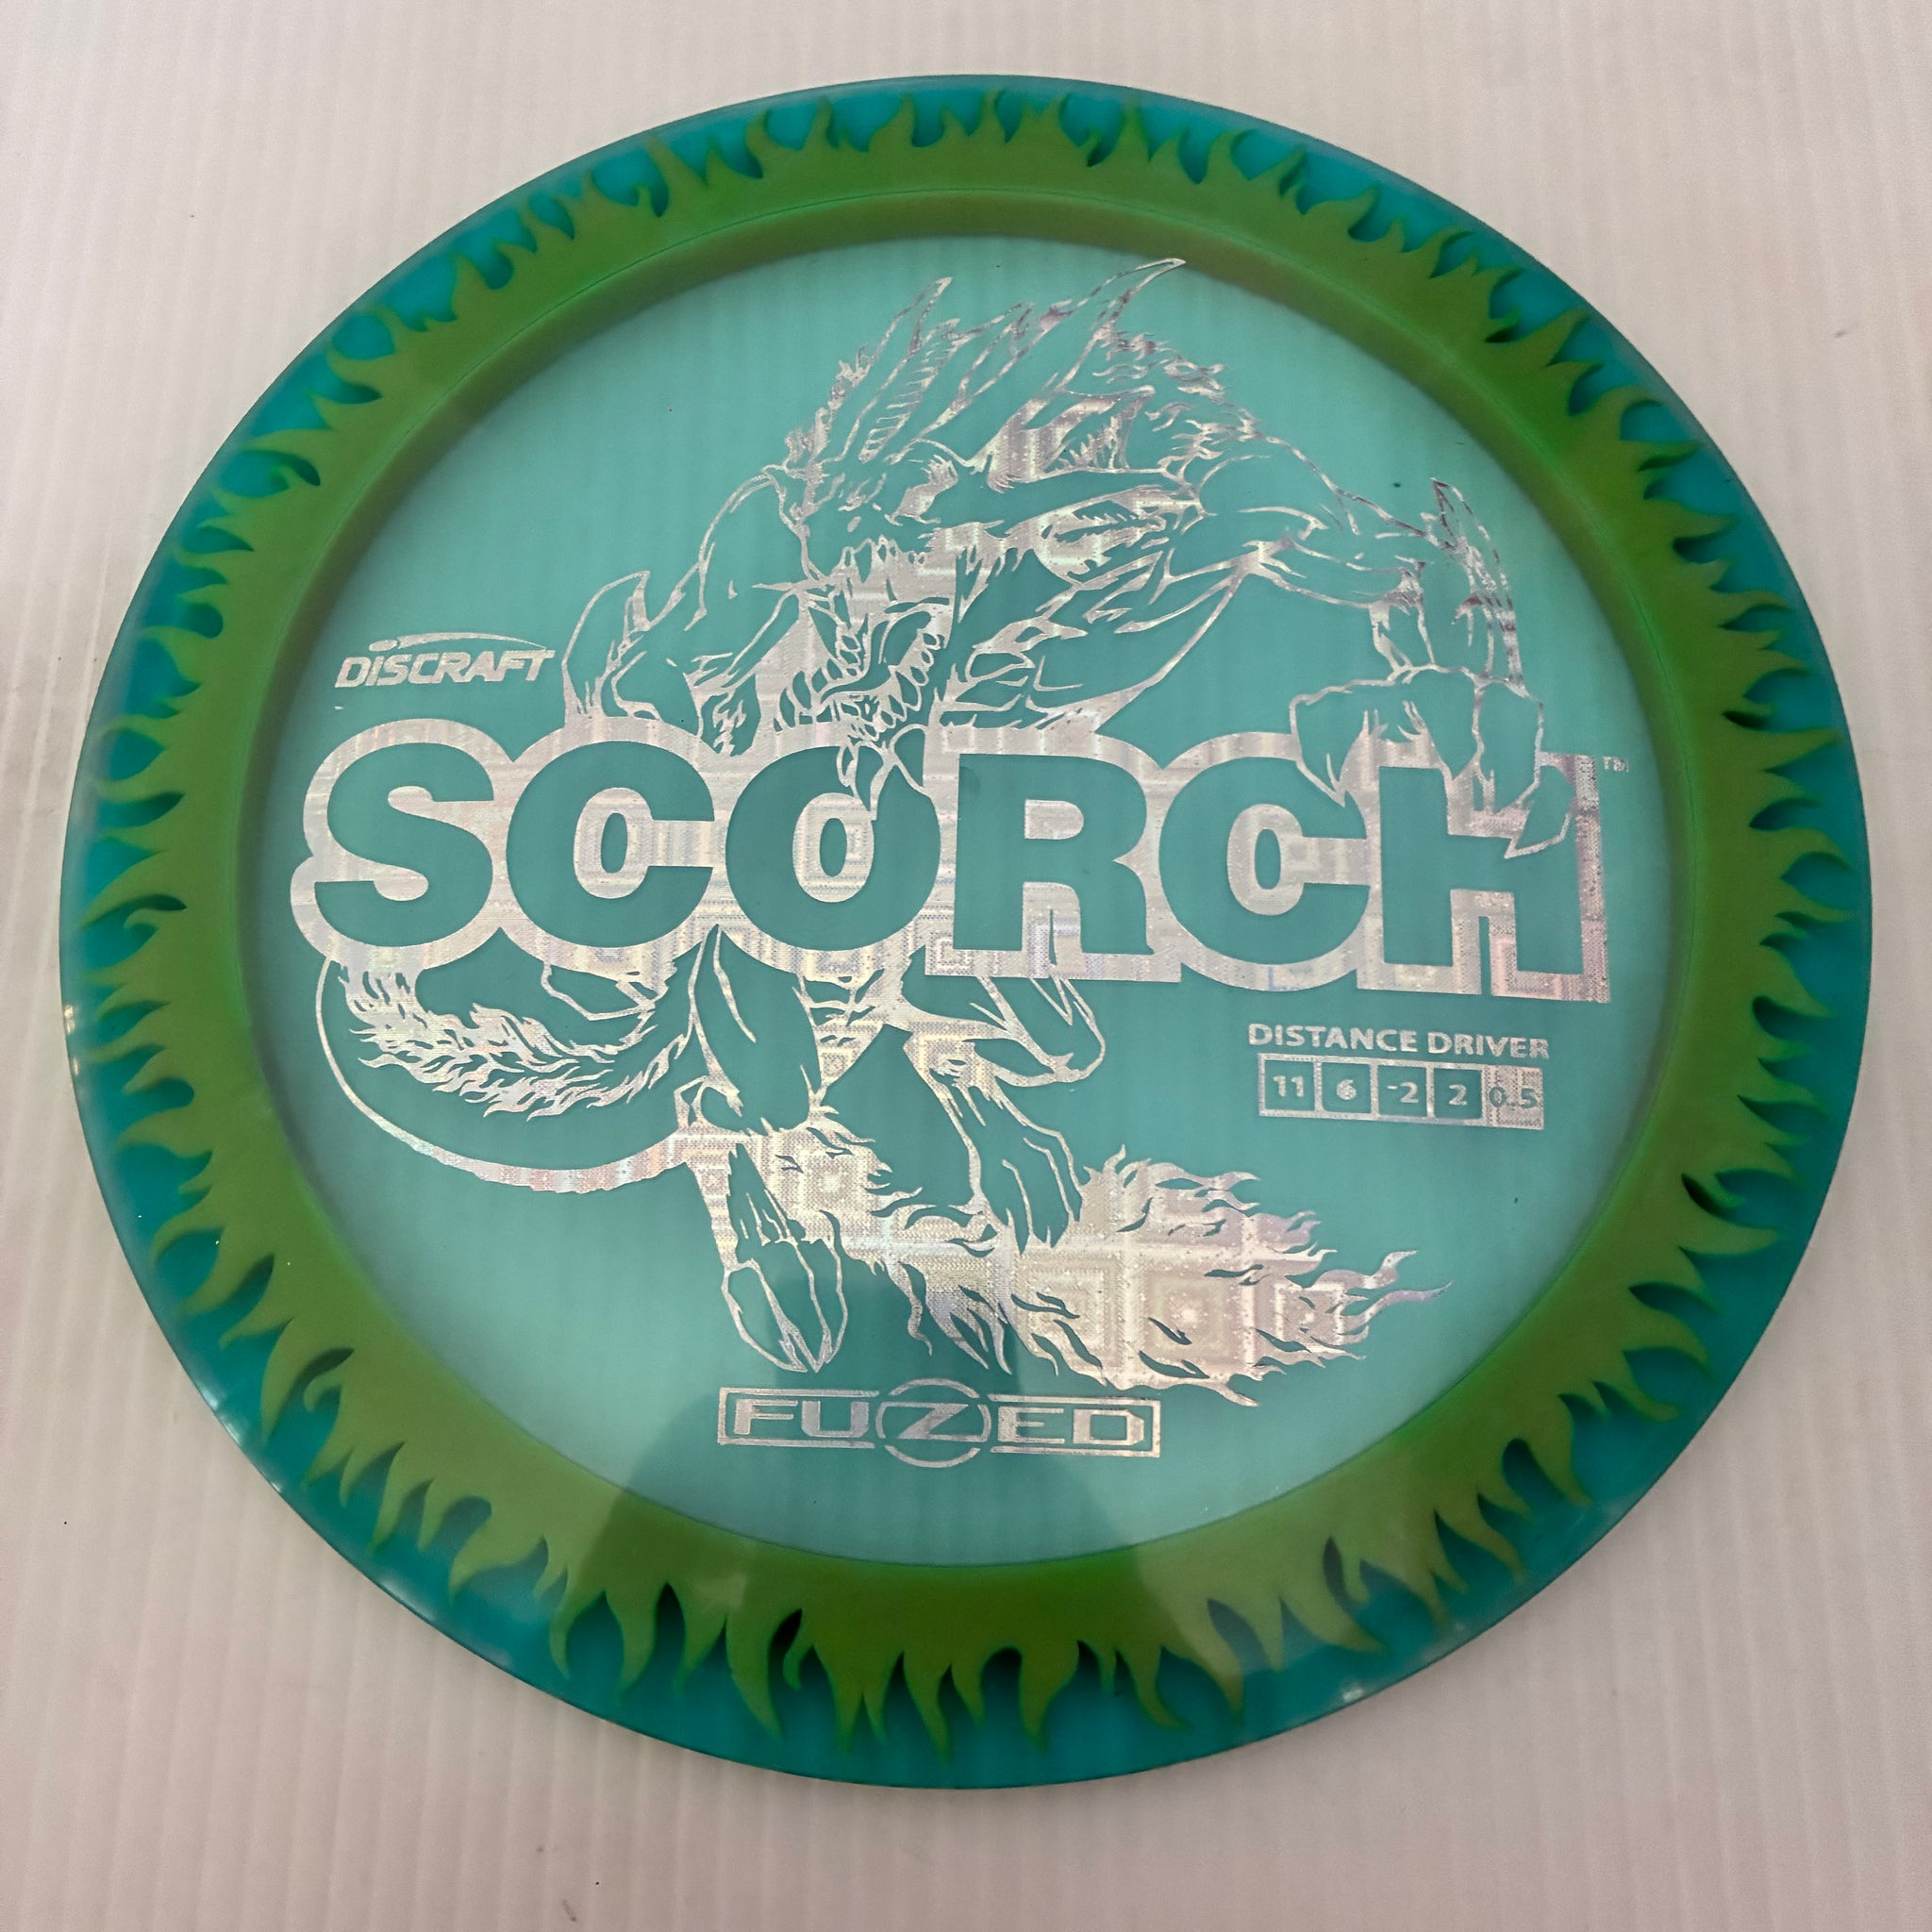 DISCRAFT
SCORCH™
DISTANCE DRIVER
11 6 -2 2 0.5
FUZED